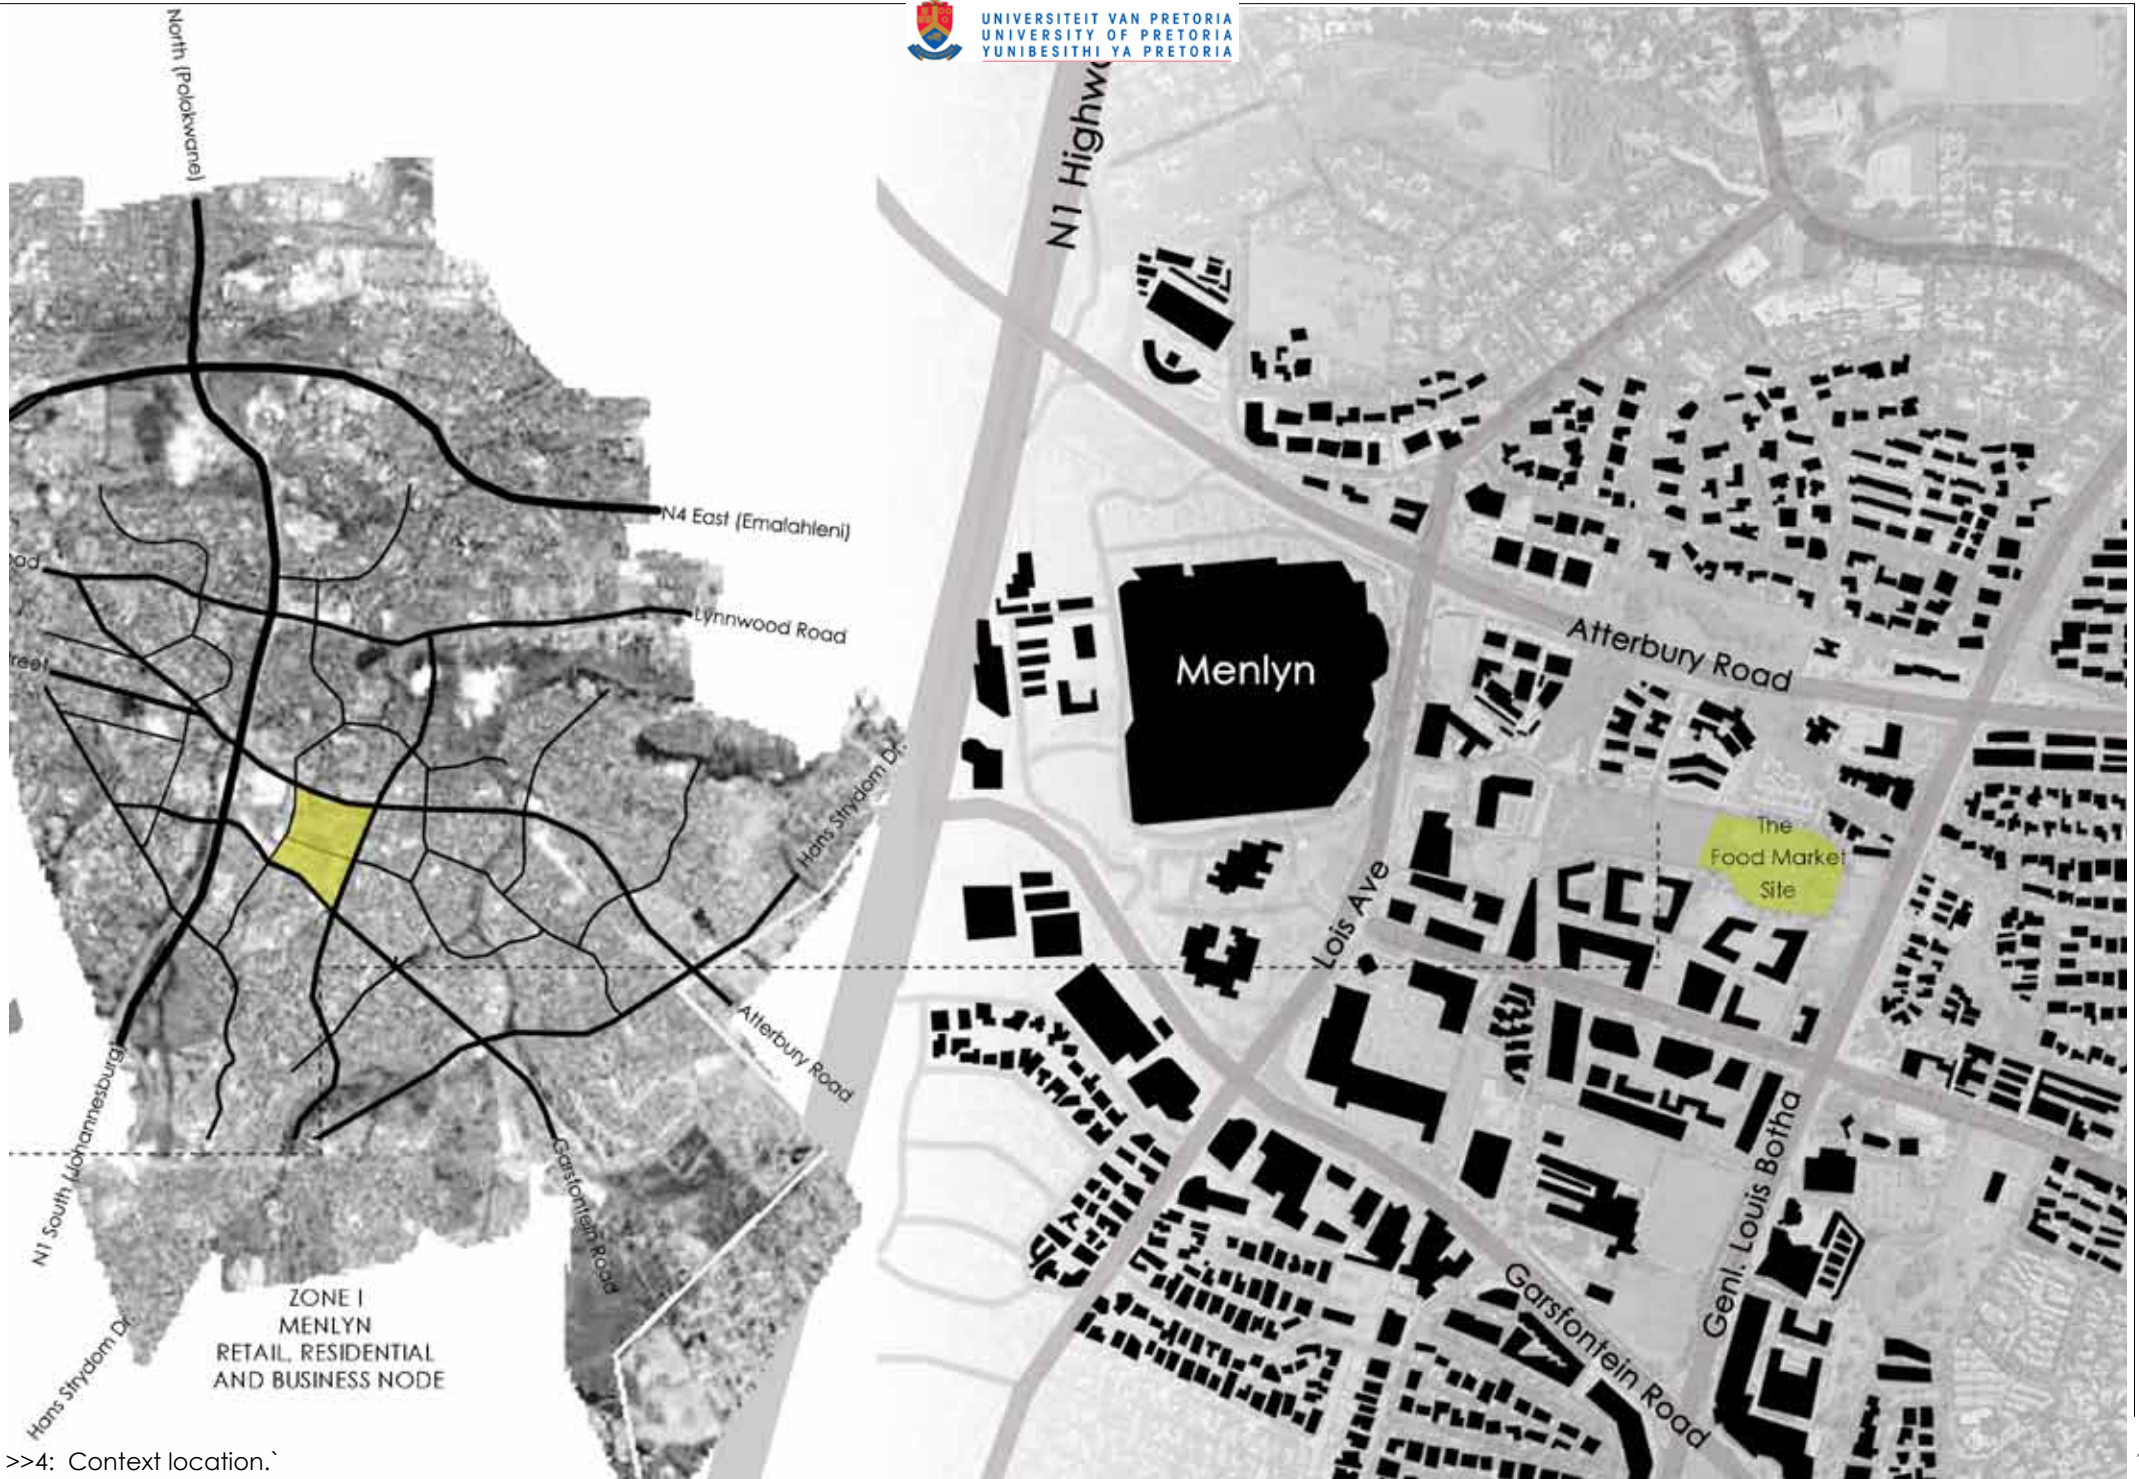 UNIVERSITEIT VAN PRETORIA
UNIVERSITY OF PRETORIA
YUNIBESITHI YA PRETORIA
North (Polokwane)
N4 East (Emalahleni)
Lynnwood Road
Hans Strydom Dr.
Atterbury Road
Garsfontein Road
N1 South (Johannesburg)
Hans Strydom Dr.
ZONE I
MENLYN
RETAIL, RESIDENTIAL
AND BUSINESS NODE
N1 Highwa
Menlyn
Atterbury Road
The
Food Market
Site
Lois Ave
Genl. Louis Botha
Garsfontein Road
>>4: Context location.`